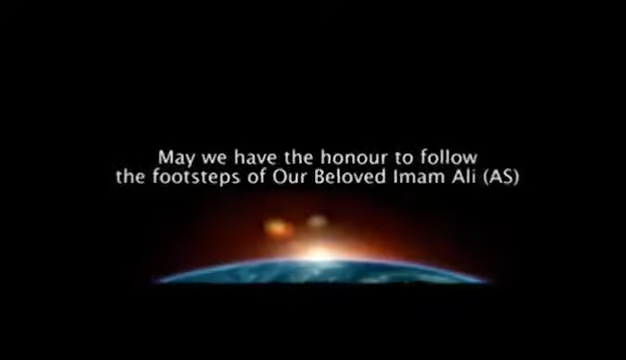 May we have the honour to follow
the footsteps of Our Beloved Imam Ali (AS)